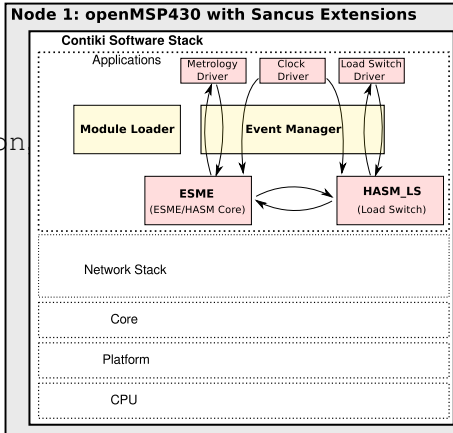 Node 1: openMSP430 with Sancus Extensions
Contiki Software Stack
Applications
Metrology
Driver
Clock
Driver
Load Switch
Driver
Module Loader
Event Manager
on.
ESME
(ESME/HASM Core)
HASM_LS
(Load Switch)
Network Stack
Core
Platform
CPU